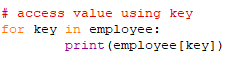 # access value using key
for key in employee:
        print(employee[key])